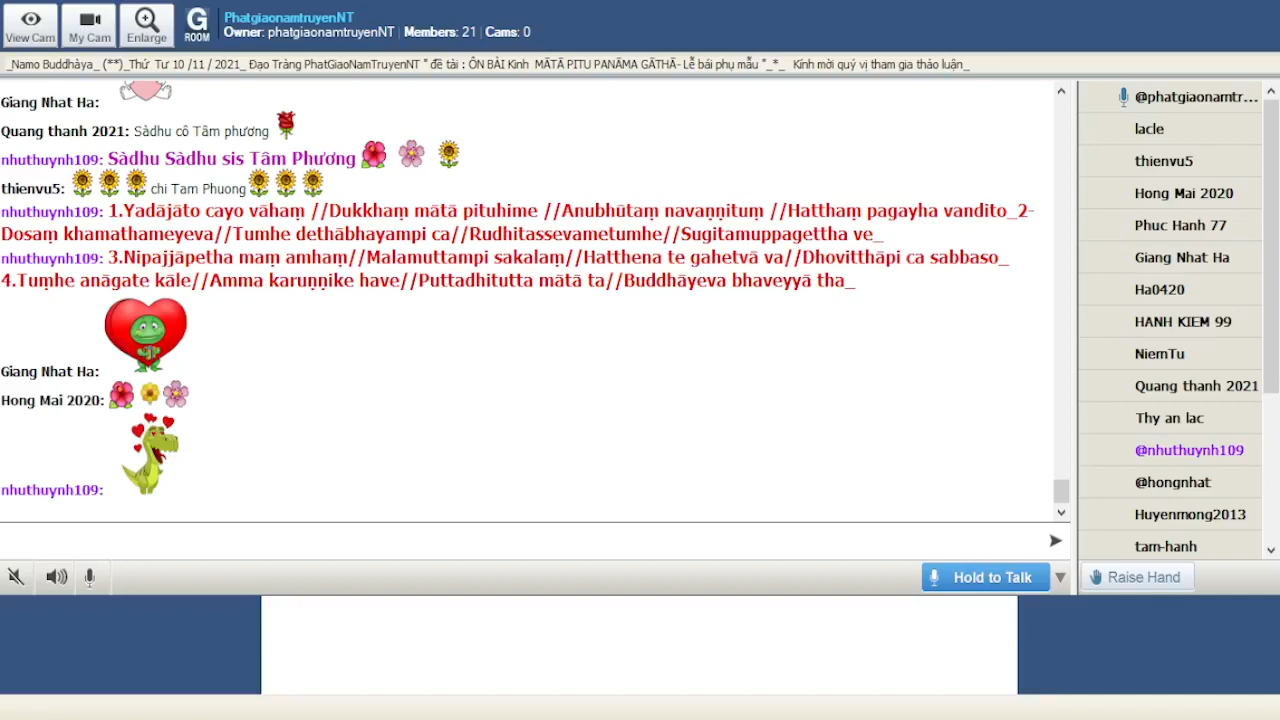 View Cam
My Cam
Enlarge
G
ROOM
PhatgiaonamtruyenNT
Owner: phatgiaonamtruyenNT | Members: 21 | Cams: 0
_Namo Buddhàya_ (**)_Thứ Tư 10 /11 / 2021_ Đạo Tràng PhatGiaoNamTruyenNT " đề tài : ÔN BÀI Kinh MĀTĀ PITU PANĀMA GĀTHĀ- Lễ bái phụ mẫu "_*_ Kính mời quý vị tham gia thảo luận_
Giang Nhat Ha:
Quang thanh 2021: Sàdhu cô Tâm phương
nhuthuynh109: Sàdhu Sàdhu sis Tâm Phương
thienvu5: chi Tam Phuong
nhuthuynh109: 1.Yadājāto cayo vāhaṃ //Dukkhaṃ mātā pituhime //Anubhūtaṃ navaṇṇituṃ //Hatthaṃ pagayha vandito_2-
Dosaṃ khamathameyeva//Tumhe dethābhayampi ca//Rudhitassevametumhe//Sugitamuppagettha ve_
nhuthuynh109: 3.Nipajjāpetha maṃ amhaṃ//Malamuttampi sakalaṃ//Hatthena te gahetvā va//Dhovitthāpi ca sabbaso_
4.Tuṃhe anāgate kāle//Amma karuṇṇike have//Puttadhitutta mātā ta//Buddhāyeva bhaveyyā tha_
Giang Nhat Ha:
Hong Mai 2020:
nhuthuynh109:
@phatgiaonamtr...
lacle
thienvu5
Hong Mai 2020
Phuc Hanh 77
Giang Nhat Ha
Ha0420
HANH KIEM 99
NiemTu
Quang thanh 2021
Thy an lac
@nhuthuynh109
@hongnhat
Huyenmong2013
tam-hanh
Hold to Talk
Raise Hand